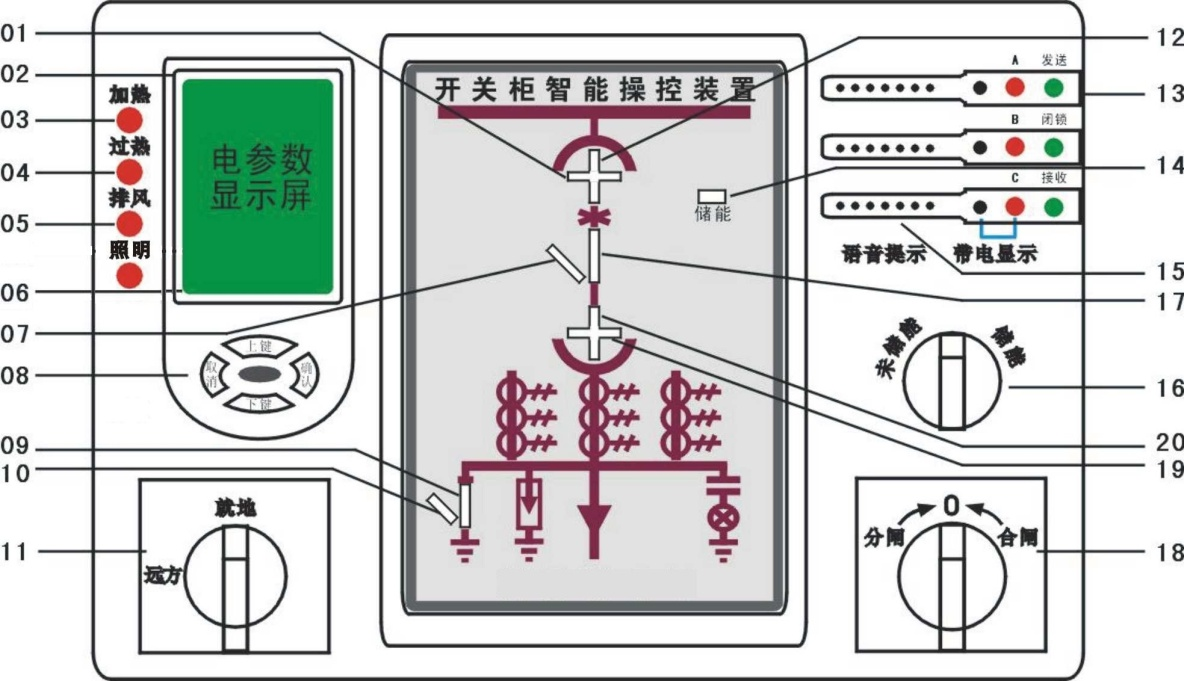 01
02
03
04
05
06
07
08
09
10
11
加热
过热
排风
照明
电参数
显示屏
上键
取消
确认
下键
就地
远方
开关柜智能操控装置
储能
12
13
14
15
17
16
20
19
18
A 发送
B 闭锁
C 接收
语音提示 带电显示
未储能 储能
分闸 0 合闸